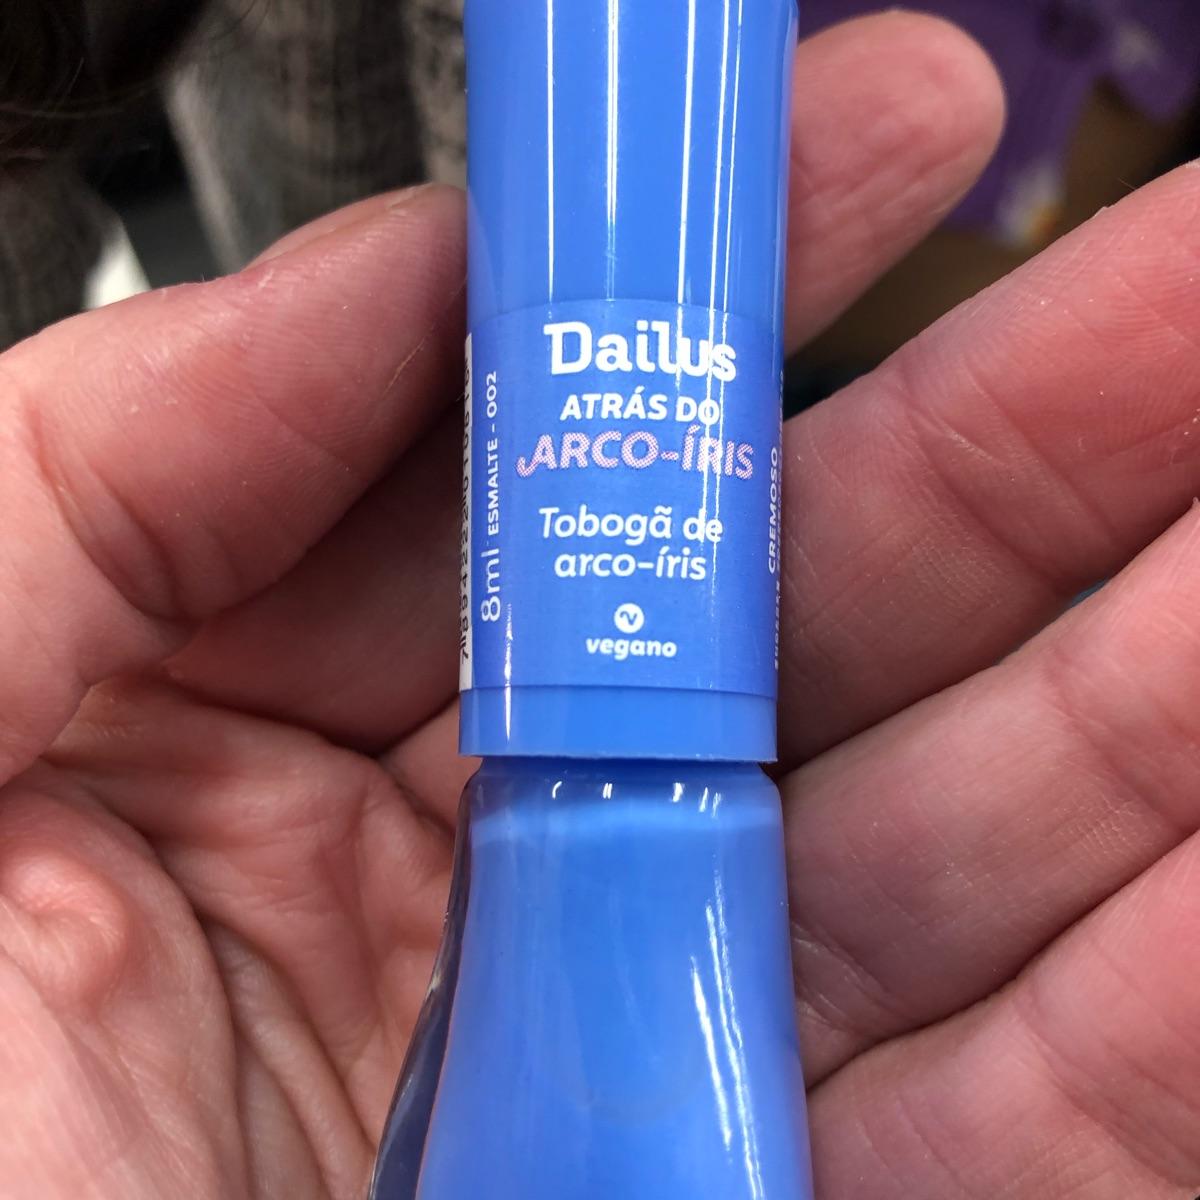 Dailus
ATRÁS DO
ARCO-ÍRIS
Tobogã de
arco-íris
vegano
8ml ESMALTE - 002
CREMOSO